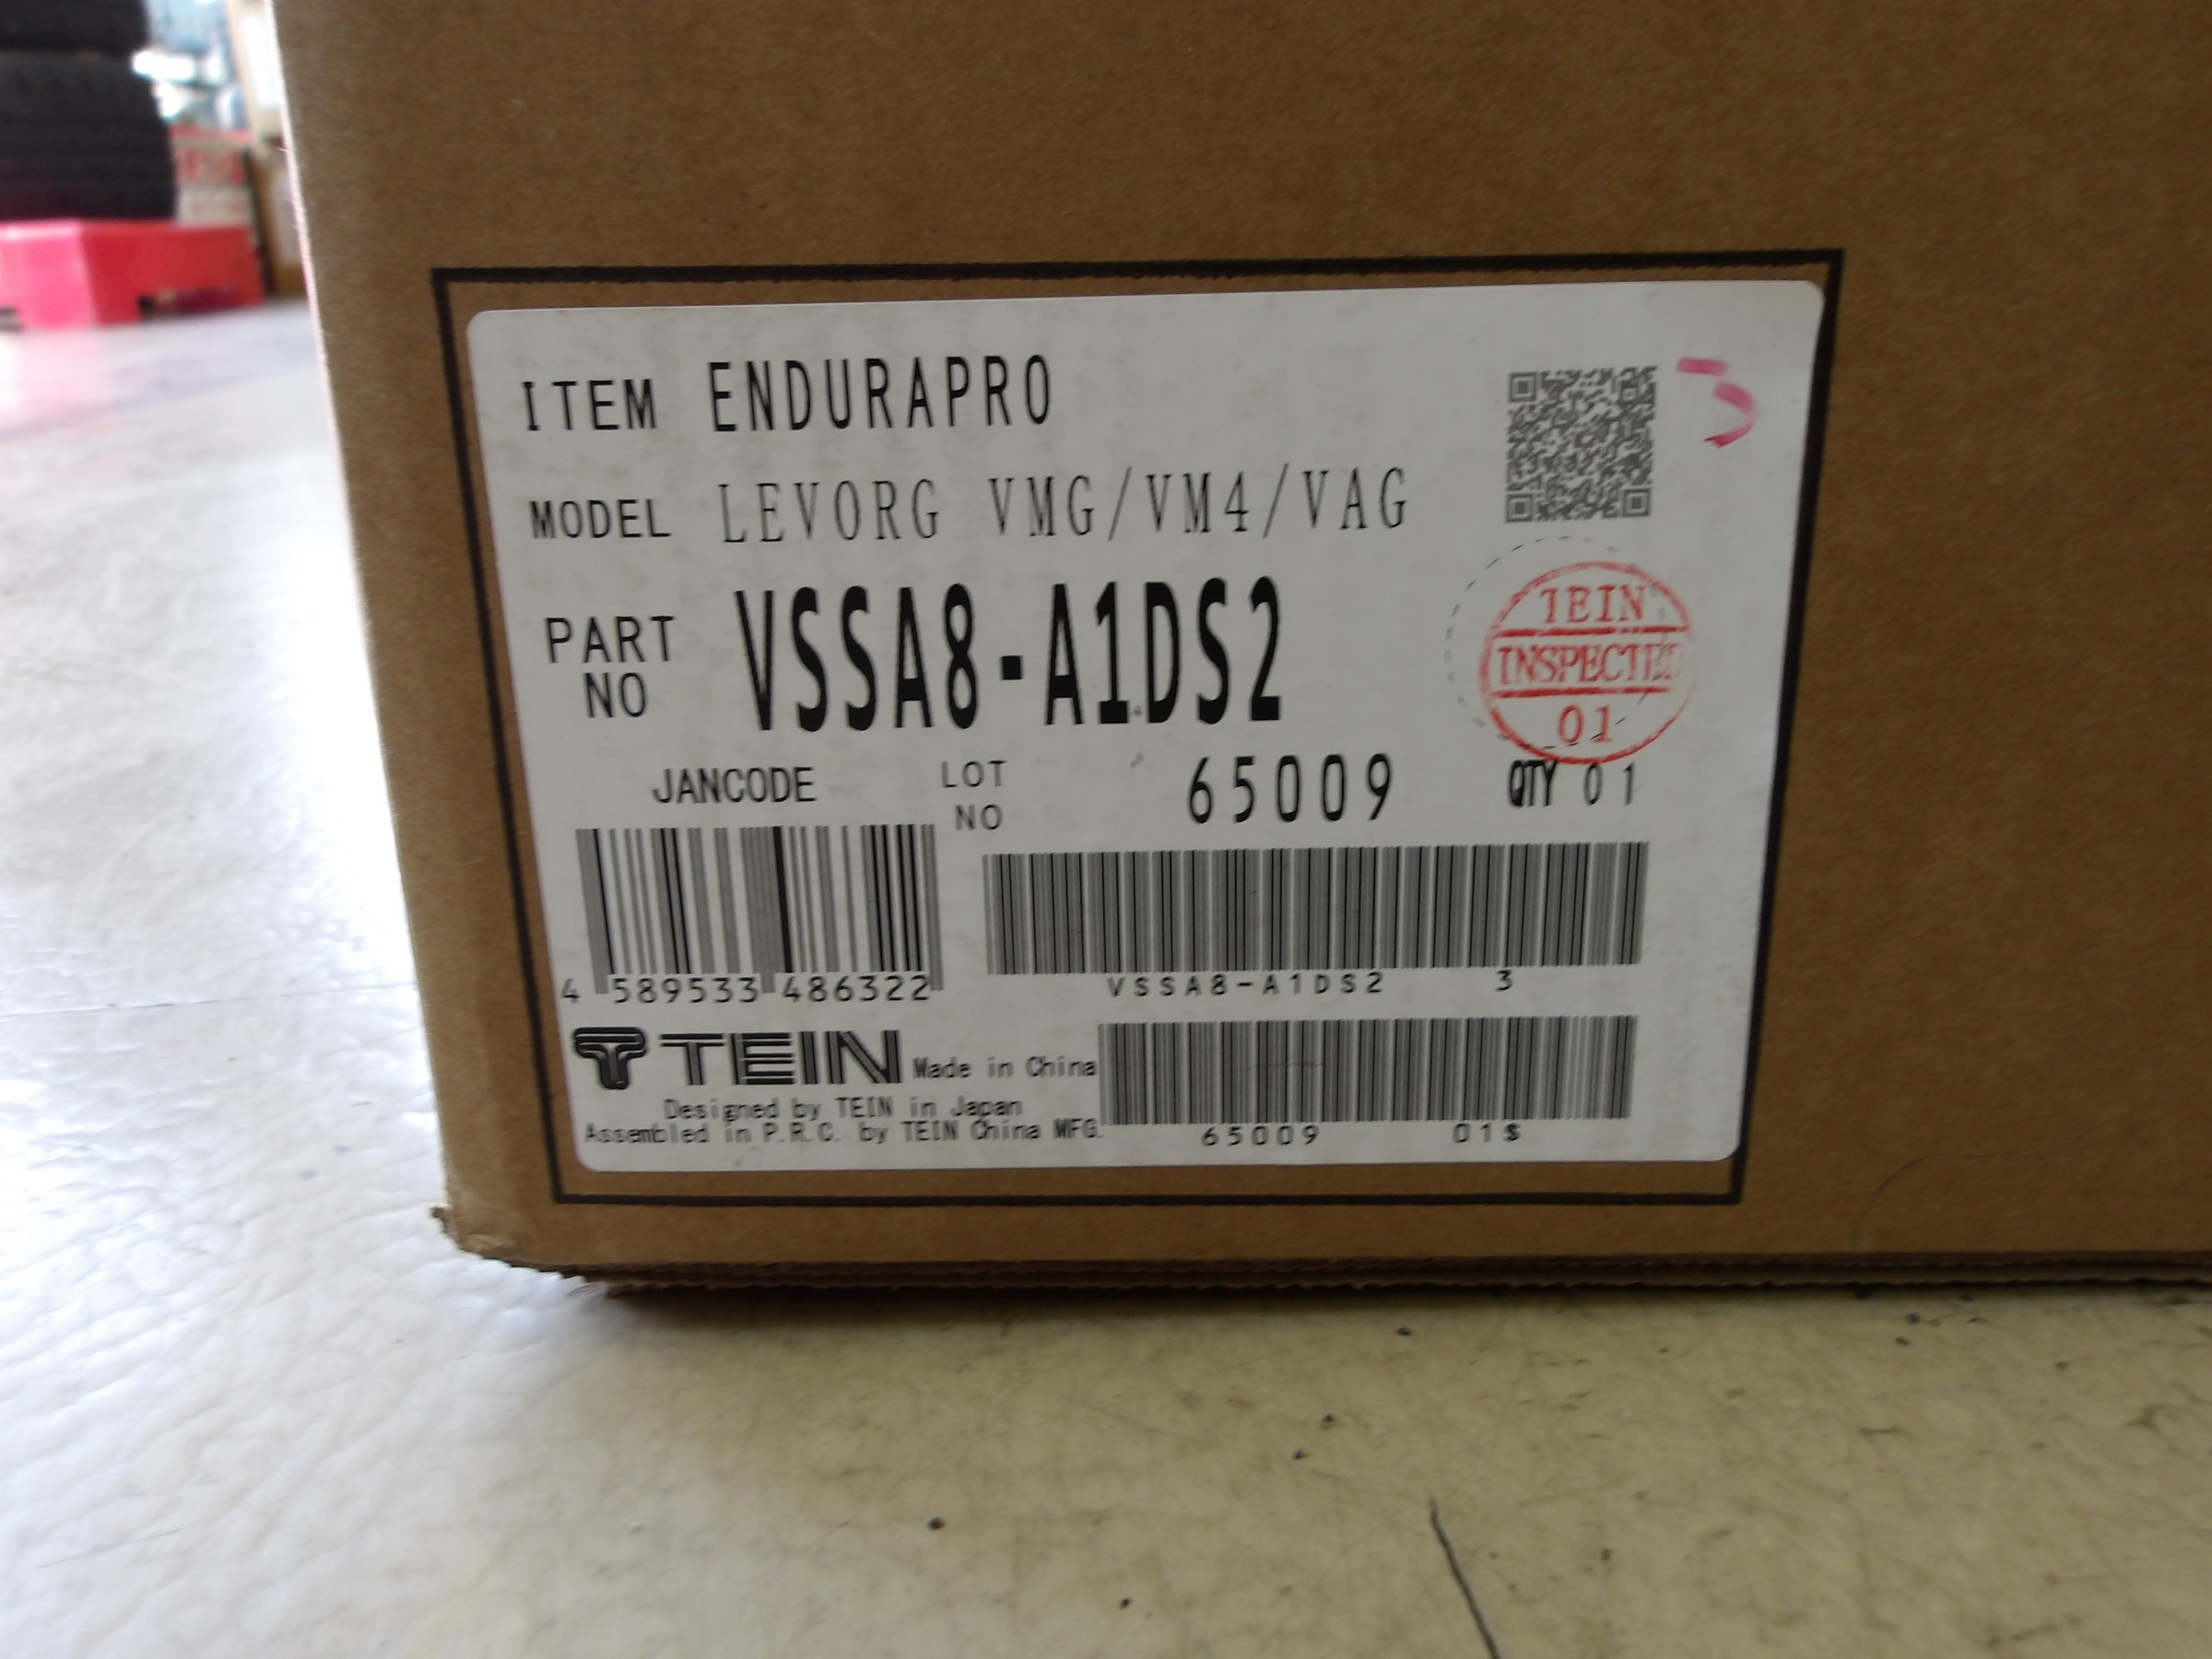 ITEM ENDURAPRO
MODEL LEVORG VMG/VM4/VAG
PART NO VSSA8-A1DS2
TEIN
INSPECTED
01
JANCODE
LOT NO 65009 QTY 01
4 589533 486322
VSSA8-A1DS2 3
TEIN Made in China
Designed by TEIN in Japan
Assembled in P.R.C. by TEIN China MFG.
65009 01$